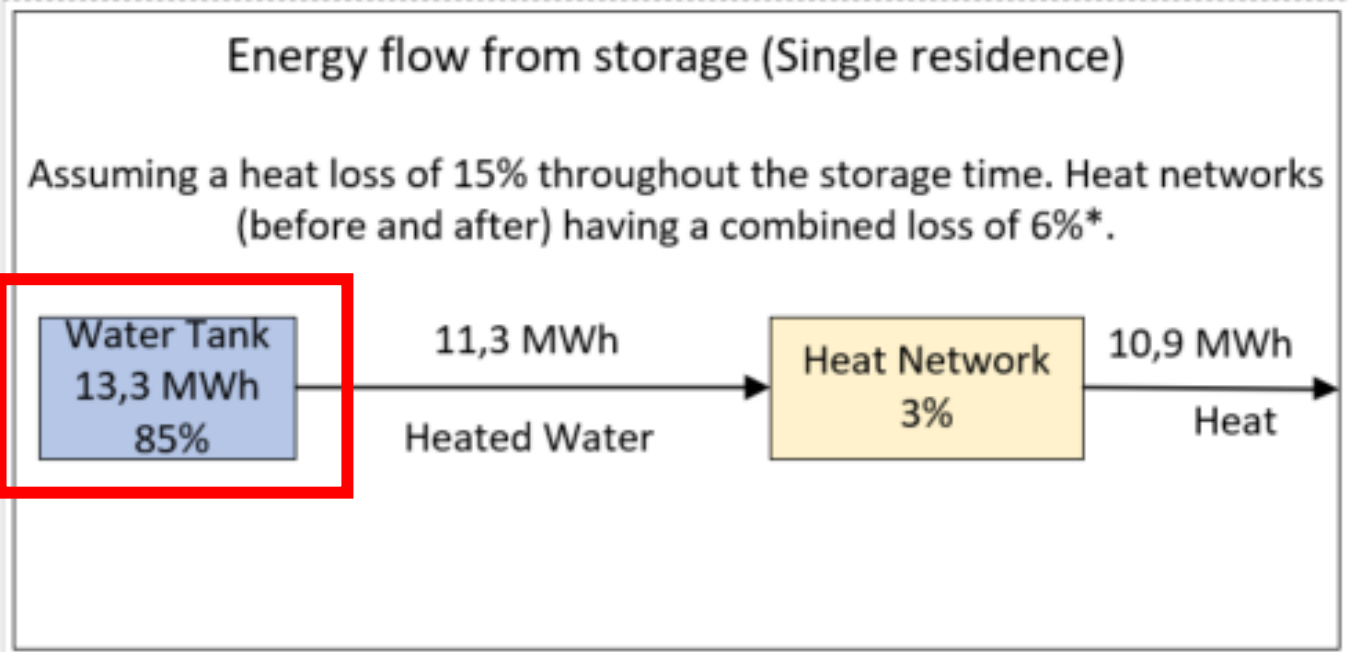 Energy flow from storage (Single residence)
Assuming a heat loss of 15% throughout the storage time. Heat networks
(before and after) having a combined loss of 6%*.
Water Tank
13,3 MWh
85%
11,3 MWh
Heated Water
Heat Network
3%
10,9 MWh
Heat